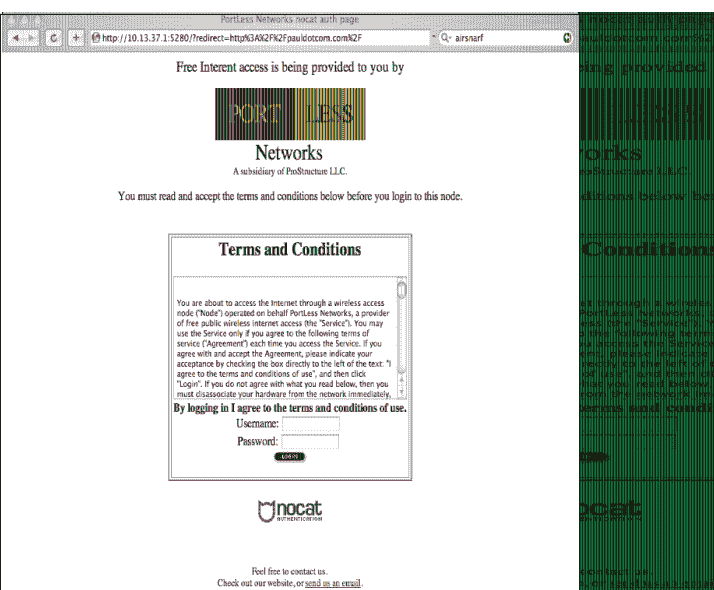 PortLess Networks nocat auth page
http://10.13.37.1:5280/?redirect=http%3A%2F%2Fpauldotcom.com%2F
airsnarf
Free Interent access is being provided to you by
PORT LESS
Networks
A subsidiary of ProStructure LLC.
You must read and accept the terms and conditions below before you login to this node.
Terms and Conditions
You are about to access the Internet through a wireless access
node ("Node") operated on behalf PortLess Networks, a provider
of free public wireless internet access (the "Service"). You may
use the Service only if you agree to the following terms of
service ("Agreement") each time you access the Service. If you
agree with and accept the Agreement, please indicate your
acceptance by checking the box directly to the left of the text: "I
agree to the terms and conditions of use", and then click
"Login". If you do not agree with what you read below, then you
must disassociate your hardware from the network immediately,
By logging in I agree to the terms and conditions of use.
Username:
Password:
LOGIN
nocat
AUTHENTICATION
Feel free to contact us.
Check out our website, or send us an email.